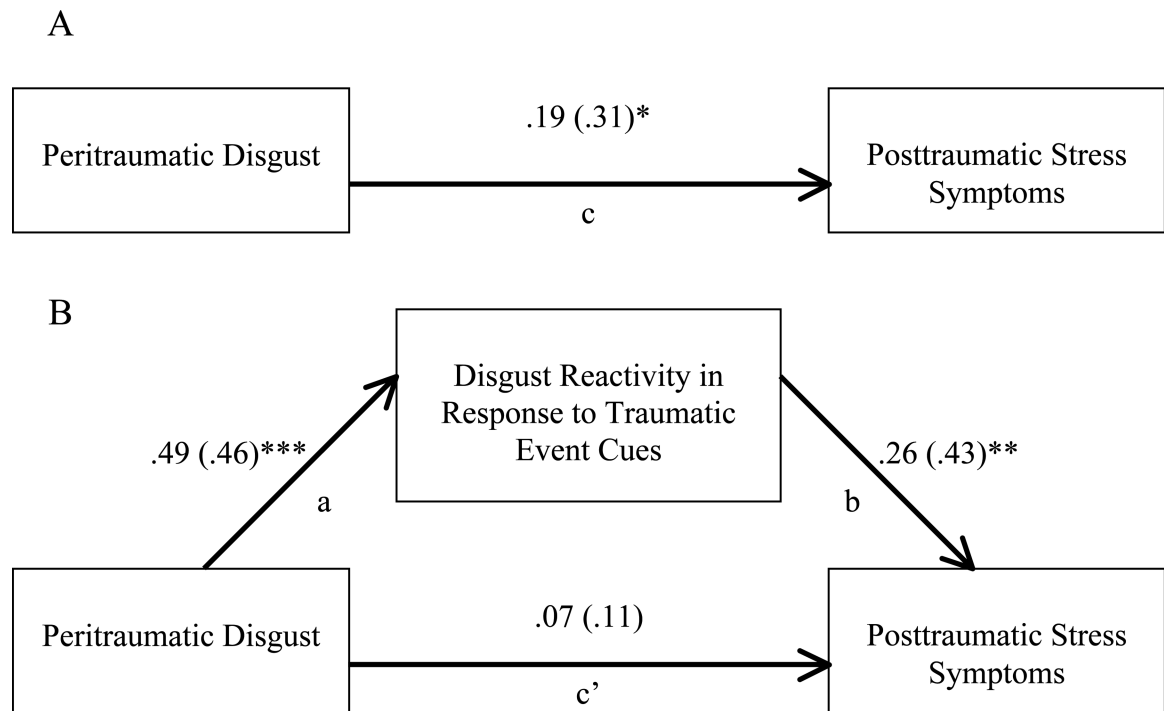 A
.19 (.31)*
Peritraumatic Disgust
Posttraumatic Stress
Symptoms
c
B
Disgust Reactivity in
Response to Traumatic
Event Cues
.49 (.46)***
.26 (.43)**
a
b
.07 (.11)
Peritraumatic Disgust
Posttraumatic Stress
Symptoms
c’